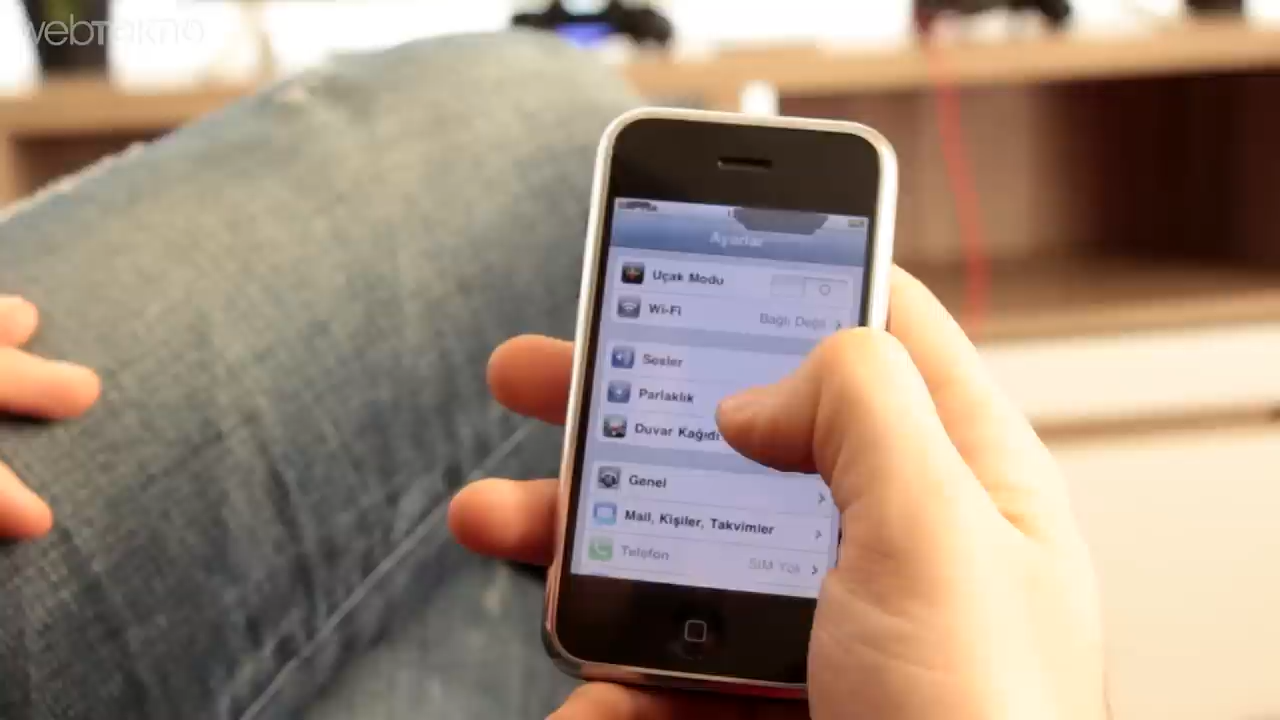 webtekno
Ayarlar
Uçak Modu
Wi-Fi
Bağlı Değil
Sesler
Parlaklık
Duvar Kağıdı
Genel
Mail, Kişiler, Takvimler
Telefon
SIM Yok